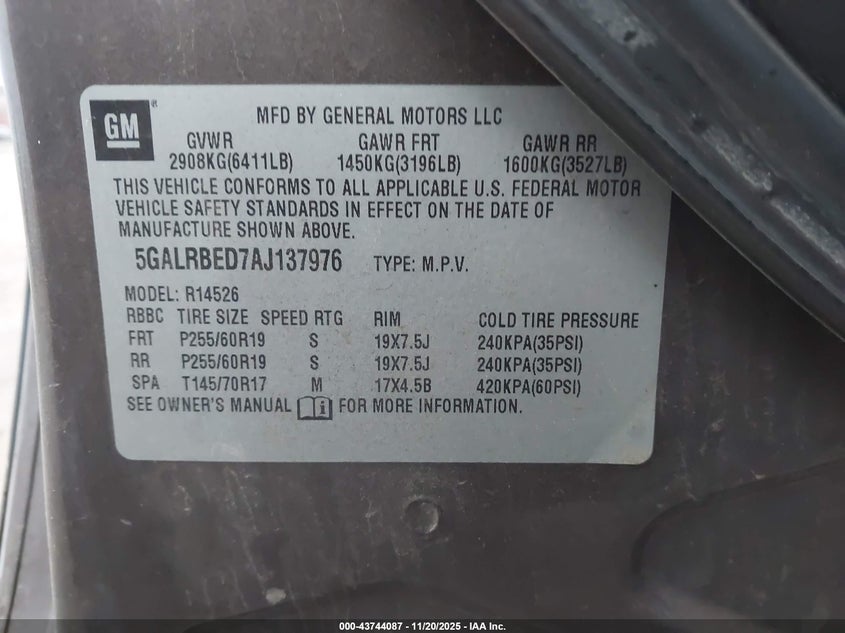 GM
®
MFD BY GENERAL MOTORS LLC
GVWR GAWR FRT GAWR RR
2908KG(6411LB) 1450KG(3196LB) 1600KG(3527LB)
THIS VEHICLE CONFORMS TO ALL APPLICABLE U.S. FEDERAL MOTOR
VEHICLE SAFETY STANDARDS IN EFFECT ON THE DATE OF
MANUFACTURE SHOWN ABOVE.
5GALRBED7AJ137976 TYPE: M.P.V.
MODEL: R14526
RBBC TIRE SIZE SPEED RTG RIM COLD TIRE PRESSURE
FRT P255/60R19 S 19X7.5J 240KPA(35PSI)
RR P255/60R19 S 19X7.5J 240KPA(35PSI)
SPA T145/70R17 M 17X4.5B 420KPA(60PSI)
SEE OWNER'S MANUAL FOR MORE INFORMATION.
000-43744087 - 11/20/2025 - IAA Inc.